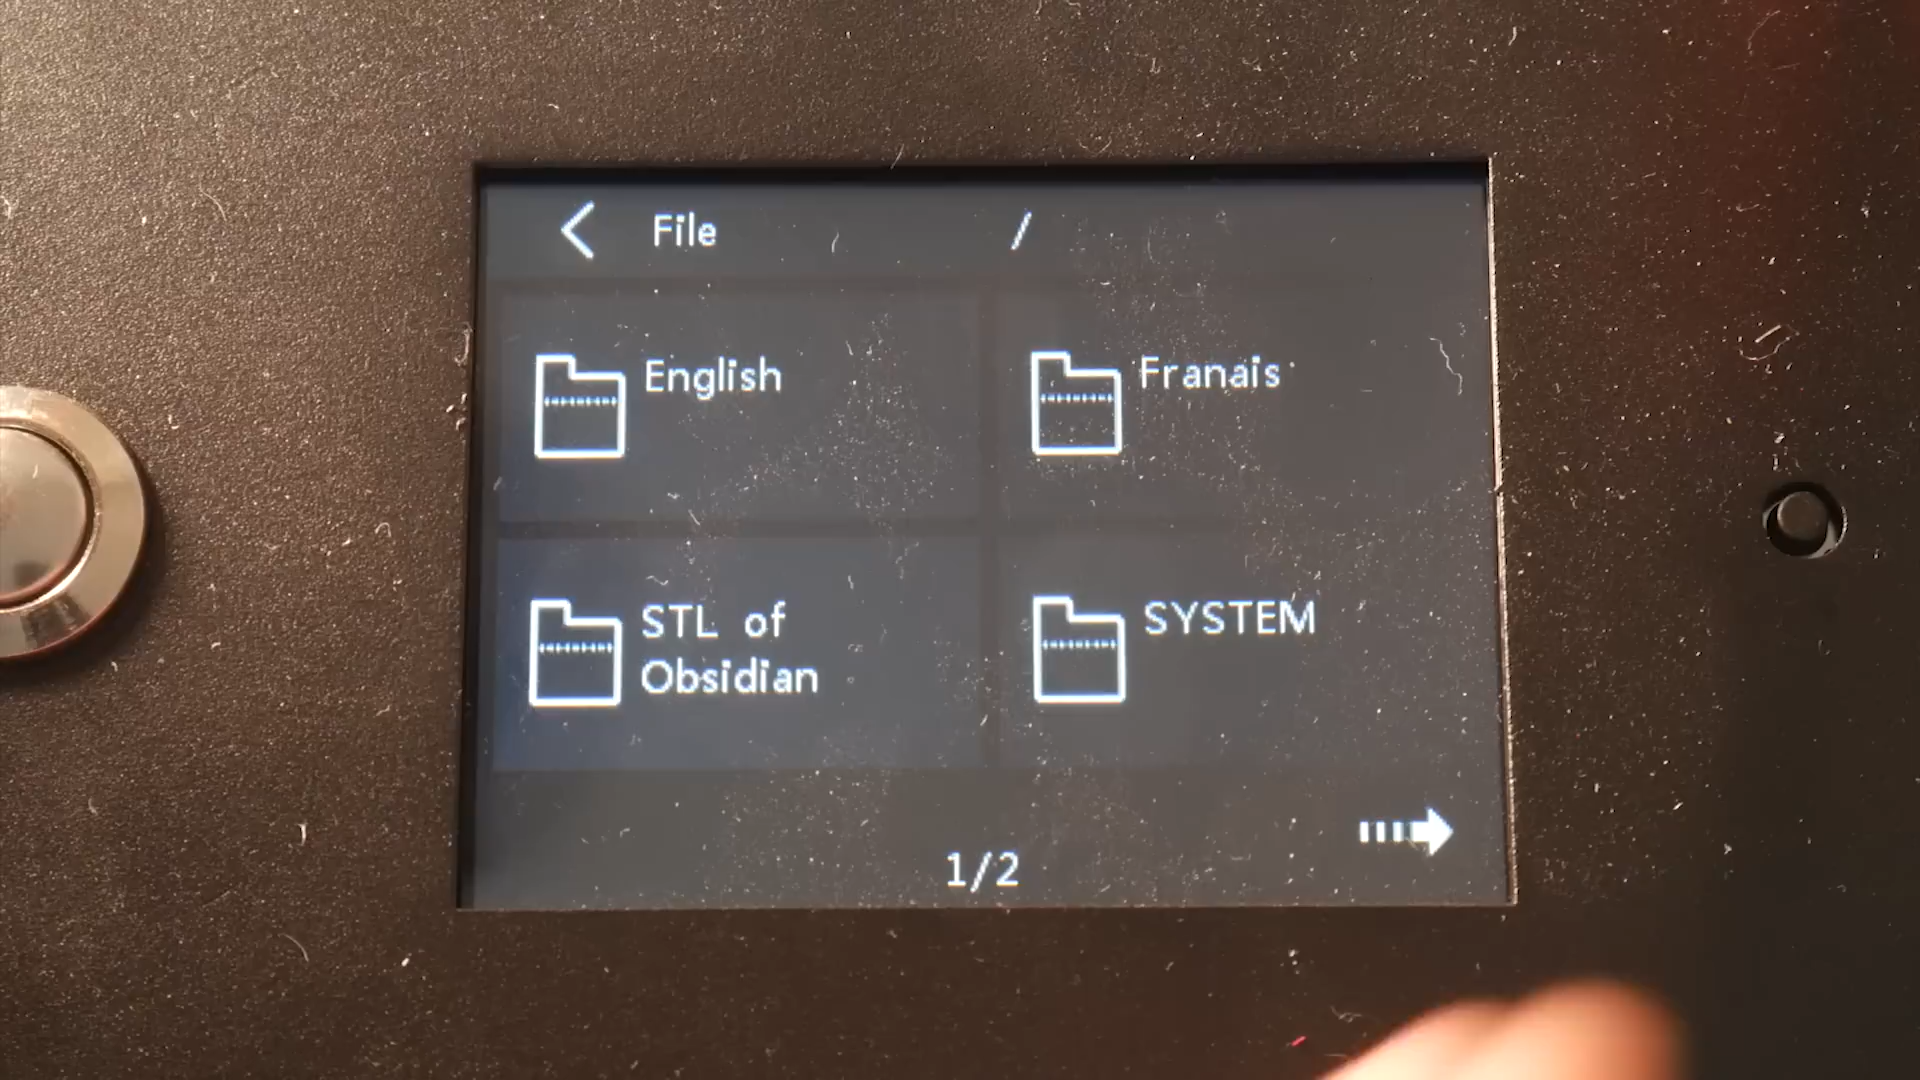 File /
English
Franais
STL of
Obsidian
SYSTEM
1/2